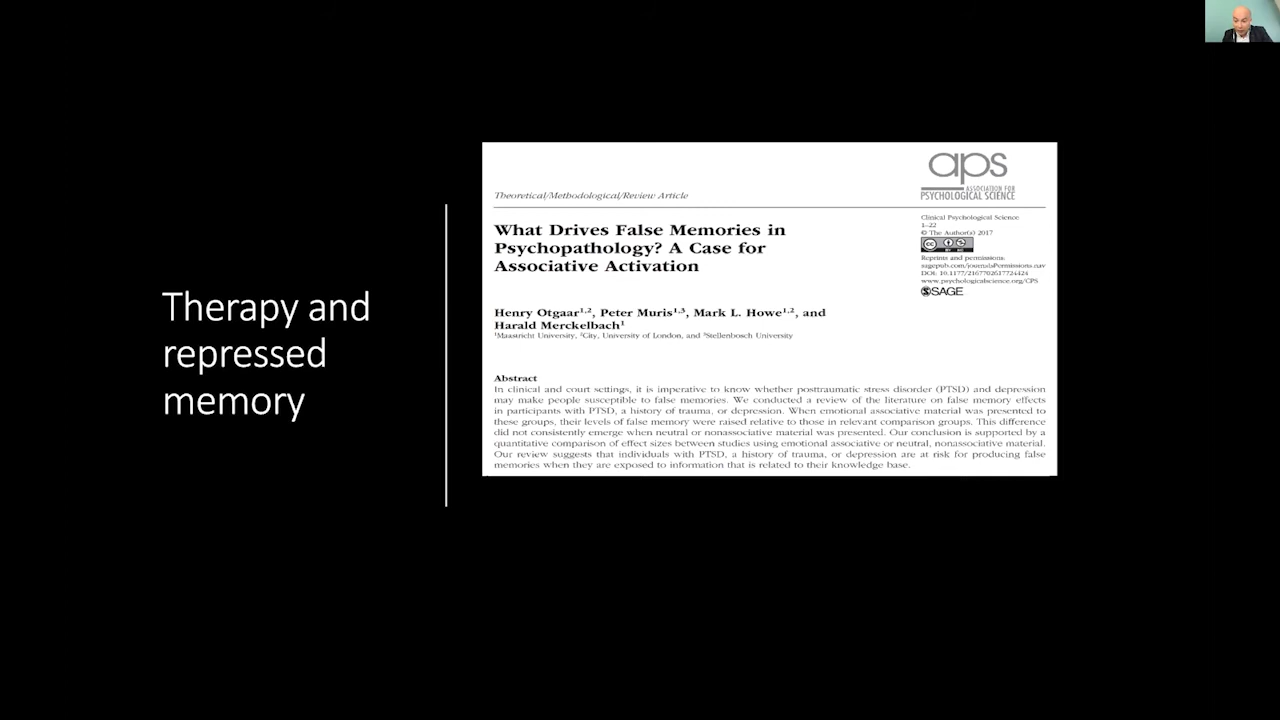 Therapy and
repressed
memory
aps
ASSOCIATION FOR
PSYCHOLOGICAL SCIENCE
Theoretical/Methodological/Review Article
What Drives False Memories in
Psychopathology? A Case for
Associative Activation
Clinical Psychological Science
1–22
© The Author(s) 2017
Reprints and permissions:
sagepub.com/journalsPermissions.nav
DOI: 10.1177/2167702617724424
www.psychologicalscience.org/CPS
SAGE
Henry Otgaar1,2, Peter Muris1,3, Mark L. Howe1,2, and
Harald Merckelbach1
1Maastricht University, 2City, University of London, and 3Stellenbosch University
Abstract
In clinical and court settings, it is imperative to know whether posttraumatic stress disorder (PTSD) and depression
may make people susceptible to false memories. We conducted a review of the literature on false memory effects
in participants with PTSD, a history of trauma, or depression. When emotional associative material was presented to
these groups, their levels of false memory were raised relative to those in relevant comparison groups. This difference
did not consistently emerge when neutral or nonassociative material was presented. Our conclusion is supported by a
quantitative comparison of effect sizes between studies using emotional associative or neutral, nonassociative material.
Our review suggests that individuals with PTSD, a history of trauma, or depression are at risk for producing false
memories when they are exposed to information that is related to their knowledge base.